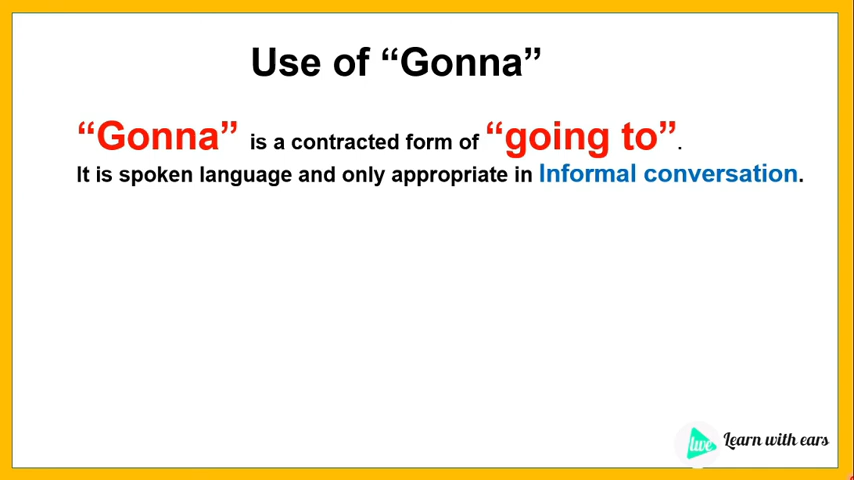 Use of “Gonna”
“Gonna” is a contracted form of “going to”.
It is spoken language and only appropriate in Informal conversation.
live
Learn with ears